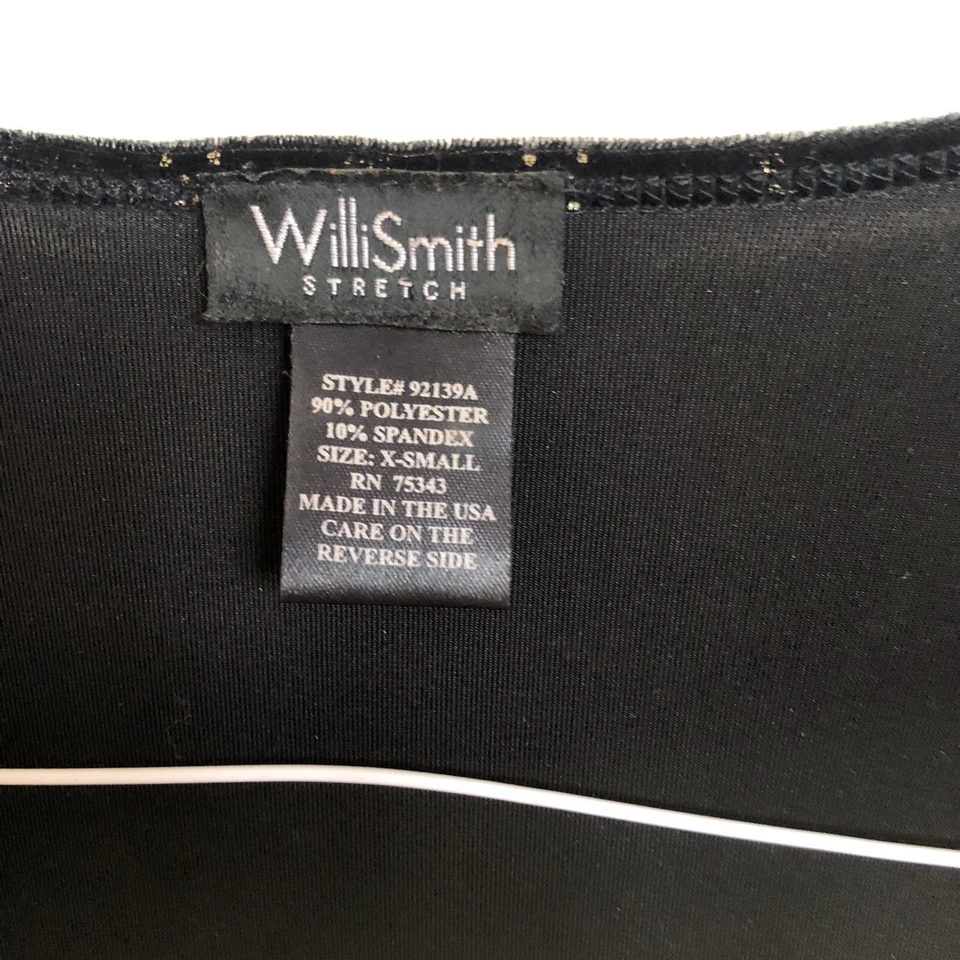 WilliSmith
STRETCH
STYLE# 92139A
90% POLYESTER
10% SPANDEX
SIZE: X-SMALL
RN 75343
MADE IN THE USA
CARE ON THE
REVERSE SIDE